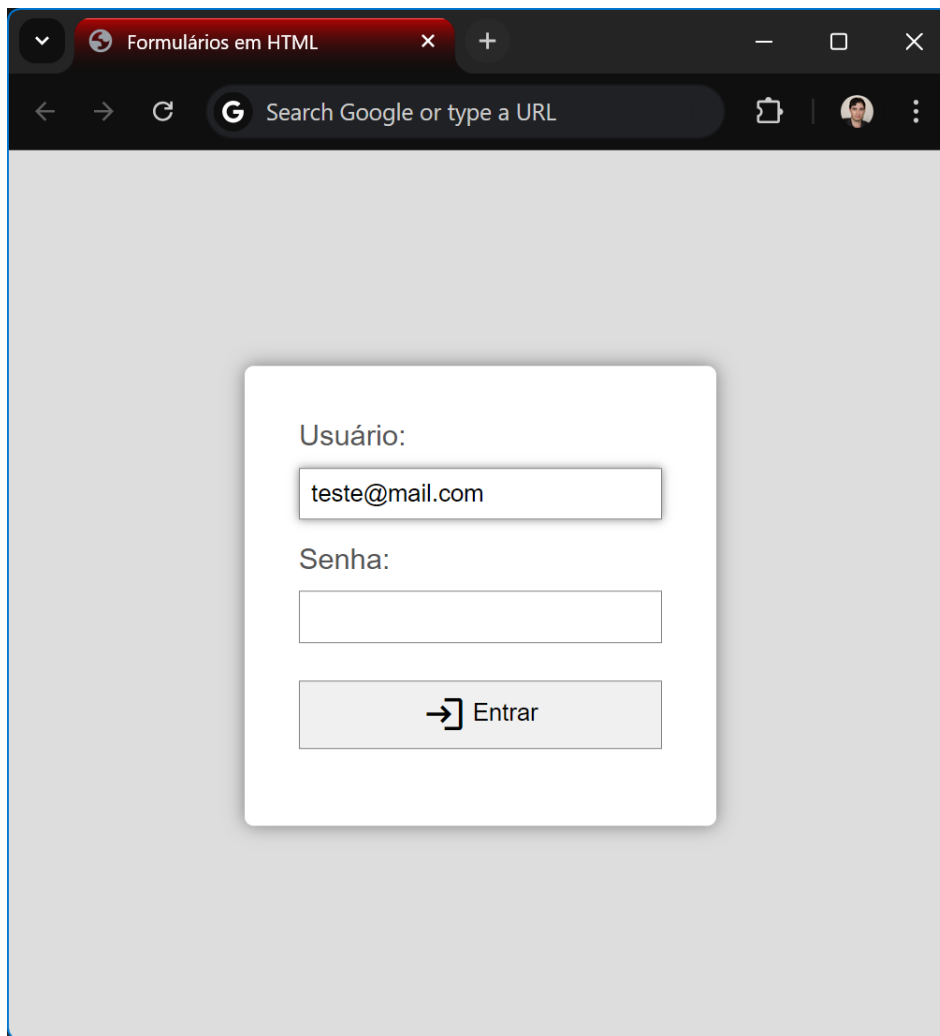 Formulários em HTML
Search Google or type a URL
Usuário:
teste@mail.com
Senha:
Entrar